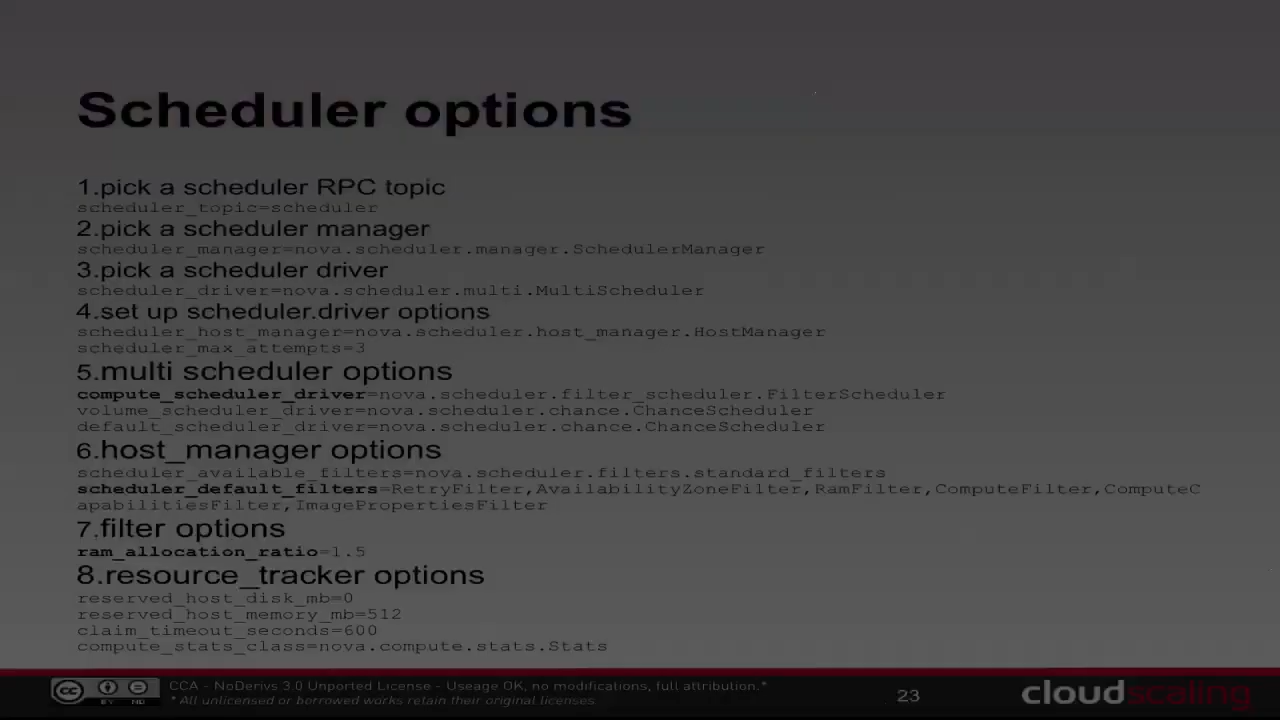 Scheduler options
1.pick a scheduler RPC topic
scheduler_topic=scheduler
2.pick a scheduler manager
scheduler_manager=nova.scheduler.manager.SchedulerManager
3.pick a scheduler driver
scheduler_driver=nova.scheduler.multi.MultiScheduler
4.set up scheduler.driver options
scheduler_host_manager=nova.scheduler.host_manager.HostManager
scheduler_max_attempts=3
5.multi scheduler options
compute_scheduler_driver=nova.scheduler.filter_scheduler.FilterScheduler
volume_scheduler_driver=nova.scheduler.chance.ChanceScheduler
default_scheduler_driver=nova.scheduler.chance.ChanceScheduler
6.host_manager options
scheduler_available_filters=nova.scheduler.filters.standard_filters
scheduler_default_filters=RetryFilter,AvailabilityZoneFilter,RamFilter,ComputeFilter,ComputeC
apabilitiesFilter,ImagePropertiesFilter
7.filter options
ram_allocation_ratio=1.5
8.resource_tracker options
reserved_host_disk_mb=0
reserved_host_memory_mb=512
claim_timeout_seconds=600
compute_stats_class=nova.compute.stats.Stats
cc BY ND
CCA - NoDerivs 3.0 Unported License - Useage OK, no modifications, full attribution.*
* All unlicensed or borrowed works retain their original licenses.
23
cloudscaling